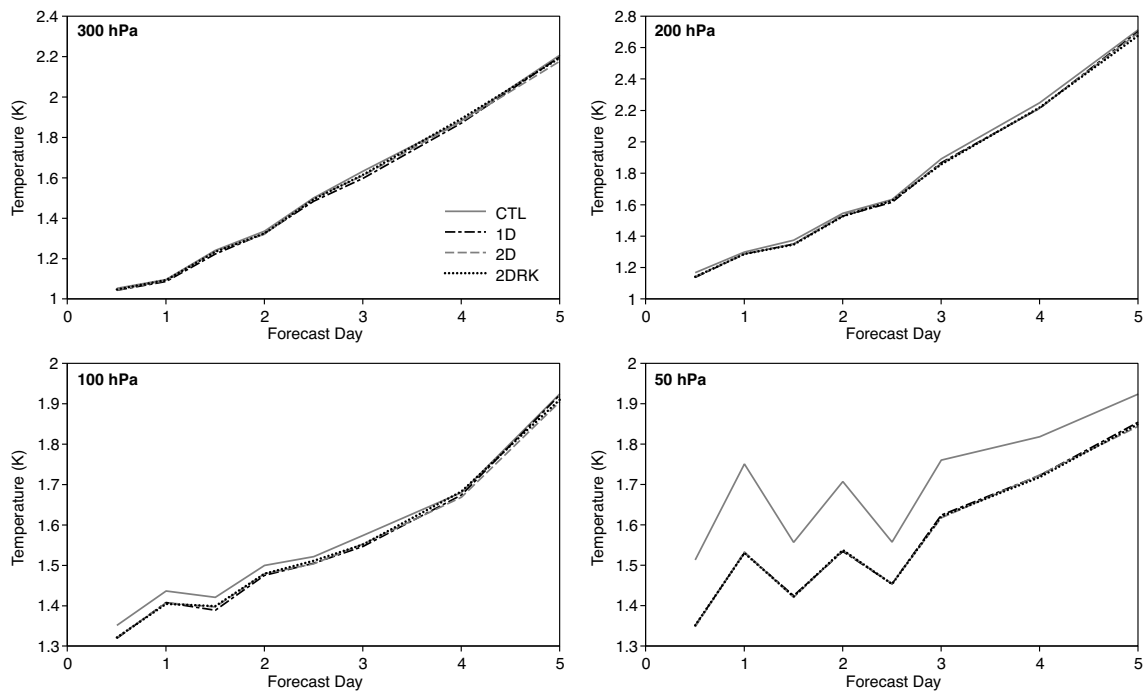 300 hPa
Temperature (K)
2.4
2.2
2
1.8
1.6
1.4
1.2
1
0 1 2 3 4 5
Forecast Day
CTL
1D
2D
2DRK
200 hPa
Temperature (K)
2.8
2.6
2.4
2.2
2
1.8
1.6
1.4
1.2
1
0 1 2 3 4 5
Forecast Day
100 hPa
Temperature (K)
2
1.9
1.8
1.7
1.6
1.5
1.4
1.3
0 1 2 3 4 5
Forecast Day
50 hPa
Temperature (K)
2
1.9
1.8
1.7
1.6
1.5
1.4
1.3
0 1 2 3 4 5
Forecast Day